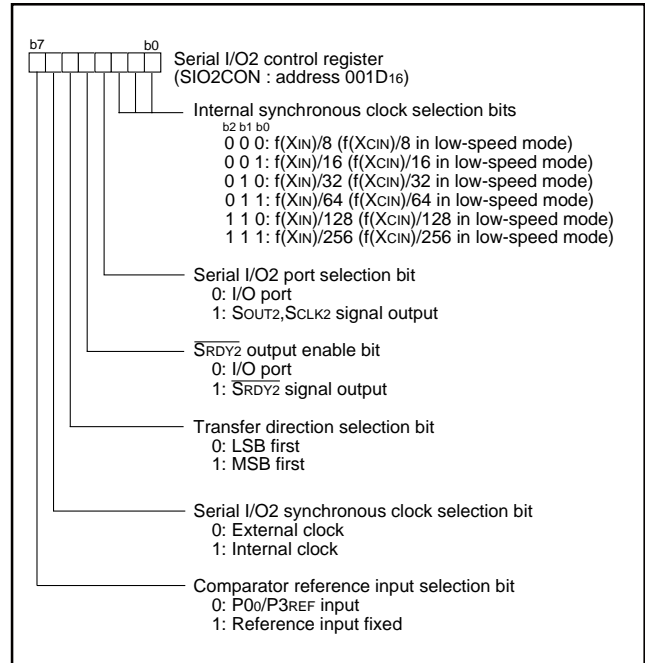 b7 b0
Serial I/O2 control register
(SIO2CON : address 001D16)
Internal synchronous clock selection bits
b2 b1 b0
0 0 0: f(XIN)/8 (f(XCIN)/8 in low-speed mode)
0 0 1: f(XIN)/16 (f(XCIN)/16 in low-speed mode)
0 1 0: f(XIN)/32 (f(XCIN)/32 in low-speed mode)
0 1 1: f(XIN)/64 (f(XCIN)/64 in low-speed mode)
1 1 0: f(XIN)/128 (f(XCIN)/128 in low-speed mode)
1 1 1: f(XIN)/256 (f(XCIN)/256 in low-speed mode)
Serial I/O2 port selection bit
0: I/O port
1: SOUT2,SCLK2 signal output
SRDY2 output enable bit
0: I/O port
1: SRDY2 signal output
Transfer direction selection bit
0: LSB first
1: MSB first
Serial I/O2 synchronous clock selection bit
0: External clock
1: Internal clock
Comparator reference input selection bit
0: P00/P3REF input
1: Reference input fixed